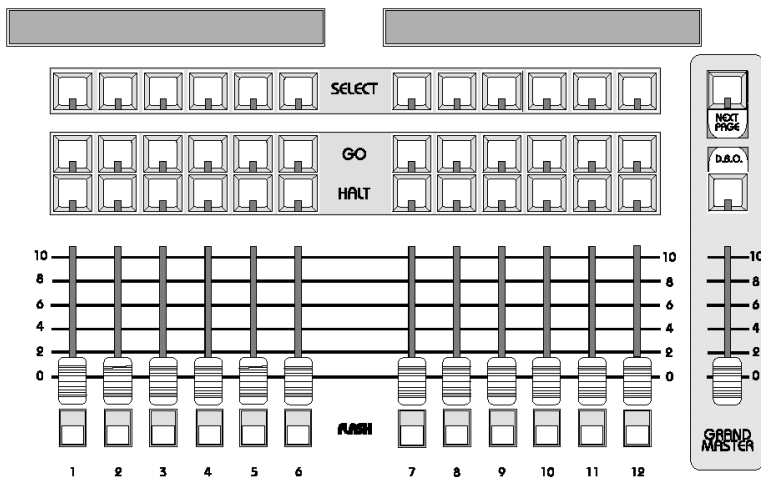 SELECT
NEXT
PAGE
GO
D.B.O.
HALT
10 10 10
8 8 8
6 6 6
4 4 4
2 2 2
0 0 0
FLASH
GRAND
MASTER
1 2 3 4 5 6 7 8 9 10 11 12